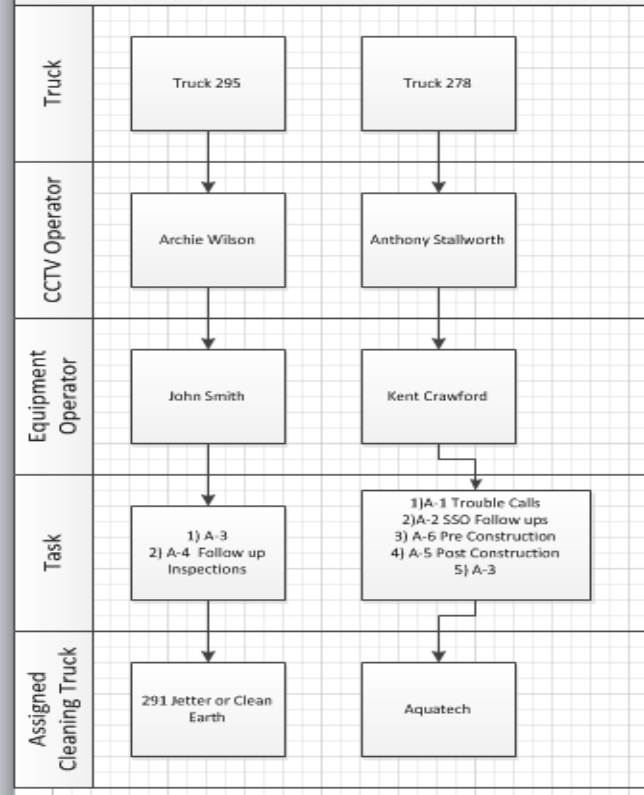 Truck
Truck 295
Truck 278
CCTV Operator
Archie Wilson
Anthony Stallworth
Equipment
Operator
John Smith
Kent Crawford
Task
1) A-3
2) A-4 Follow up
Inspections
1)A-1 Trouble Calls
2)A-2 SSO Follow ups
3) A-6 Pre Construction
4) A-5 Post Construction
5) A-3
Assigned
Cleaning Truck
291 Jetter or Clean
Earth
Aquatech